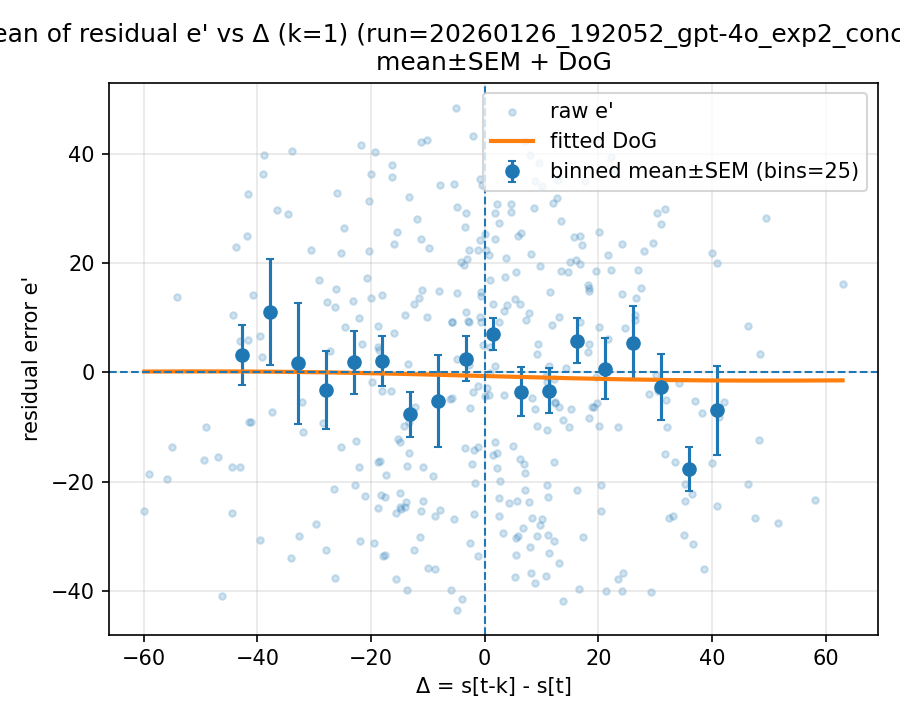 ean of residual e' vs Δ (k=1) (run=20260126_192052_gpt-4o_exp2_conc
mean±SEM + DoG
raw e'
fitted DoG
binned mean±SEM (bins=25)
residual error e'
40
20
0
−20
−40
−60
−40
−20
0
20
40
60
Δ = s[t-k] - s[t]